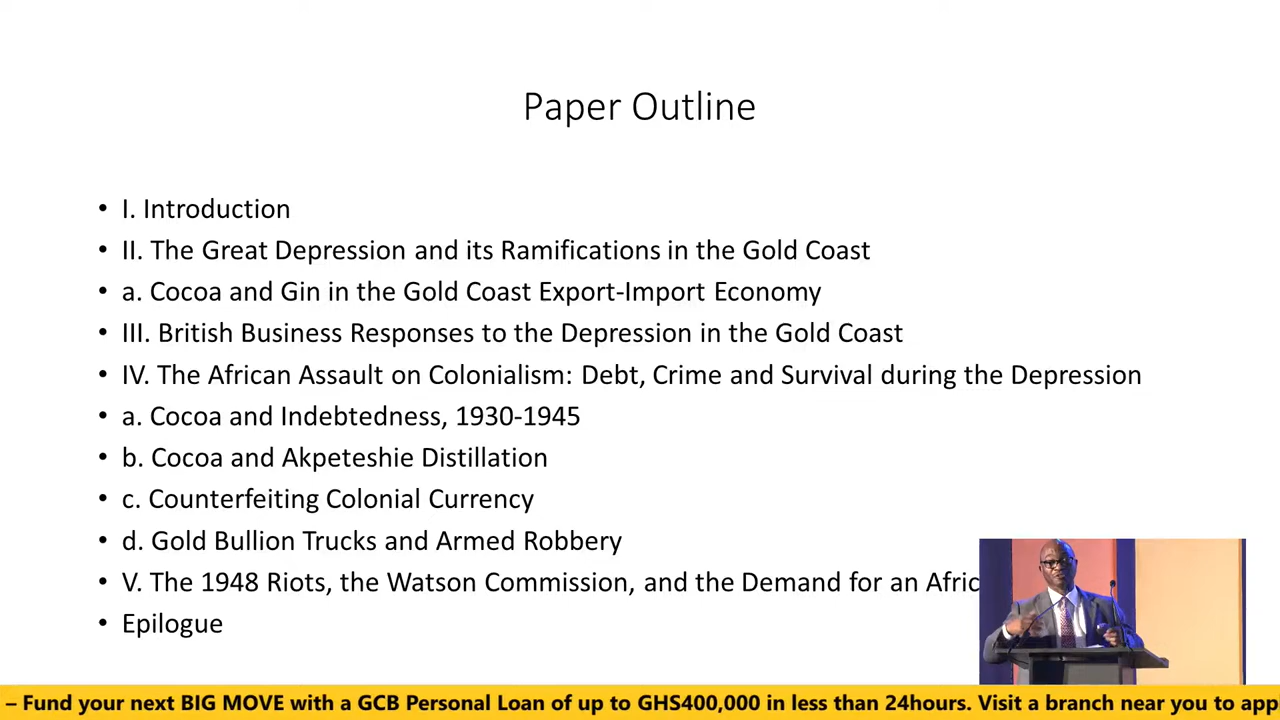 Paper Outline
• I. Introduction
• II. The Great Depression and its Ramifications in the Gold Coast
• a. Cocoa and Gin in the Gold Coast Export-Import Economy
• III. British Business Responses to the Depression in the Gold Coast
• IV. The African Assault on Colonialism: Debt, Crime and Survival during the Depression
• a. Cocoa and Indebtedness, 1930-1945
• b. Cocoa and Akpeteshie Distillation
• c. Counterfeiting Colonial Currency
• d. Gold Bullion Trucks and Armed Robbery
• V. The 1948 Riots, the Watson Commission, and the Demand for an Afric
• Epilogue
– Fund your next BIG MOVE with a GCB Personal Loan of up to GHS400,000 in less than 24hours. Visit a branch near you to app